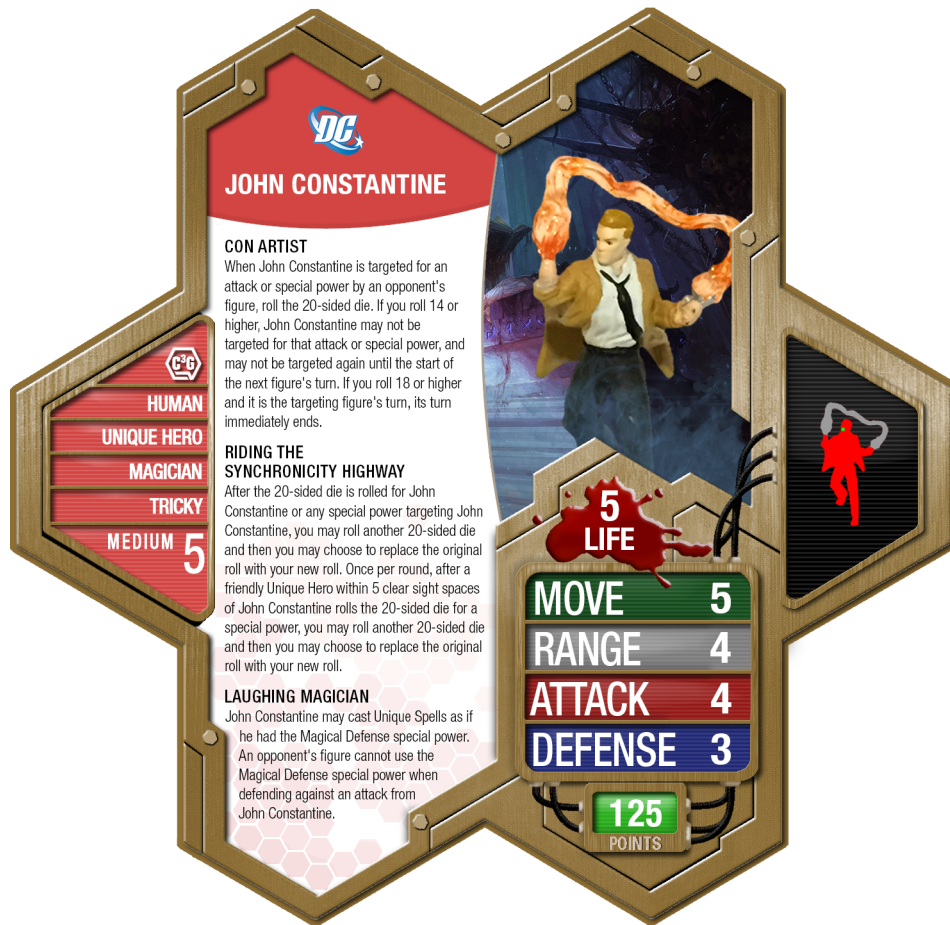 DC
JOHN CONSTANTINE
CON ARTIST
When John Constantine is targeted for an
attack or special power by an opponent's
figure, roll the 20-sided die. If you roll 14 or
higher, John Constantine may not be
targeted for that attack or special power, and
may not be targeted again until the start of
the next figure's turn. If you roll 18 or higher
and it is the targeting figure's turn, its turn
immediately ends.
RIDING THE
SYNCHRONICITY HIGHWAY
After the 20-sided die is rolled for John
Constantine or any special power targeting John
Constantine, you may roll another 20-sided die
and then you may choose to replace the original
roll with your new roll. Once per round, after a
friendly Unique Hero within 5 clear sight spaces
of John Constantine rolls the 20-sided die for a
special power, you may roll another 20-sided die
and then you may choose to replace the original
roll with your new roll.
LAUGHING MAGICIAN
John Constantine may cast Unique Spells as if
he had the Magical Defense special power.
An opponent's figure cannot use the
Magical Defense special power when
defending against an attack from
John Constantine.
C3G
HUMAN
UNIQUE HERO
MAGICIAN
TRICKY
MEDIUM 5
5
LIFE
MOVE 5
RANGE 4
ATTACK 4
DEFENSE 3
125
POINTS